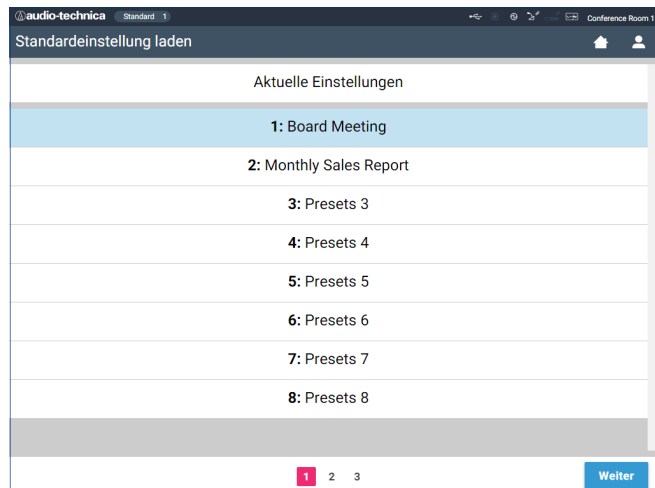 audio-technica Standard 1 Conference Room 1
Standardeinstellung laden
Aktuelle Einstellungen
1: Board Meeting
2: Monthly Sales Report
3: Presets 3
4: Presets 4
5: Presets 5
6: Presets 6
7: Presets 7
8: Presets 8
1 2 3 Weiter